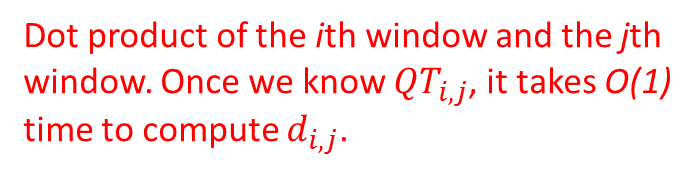 Dot product of the ith window and the jth
window. Once we know QTi,j, it takes O(1)
time to compute di,j.